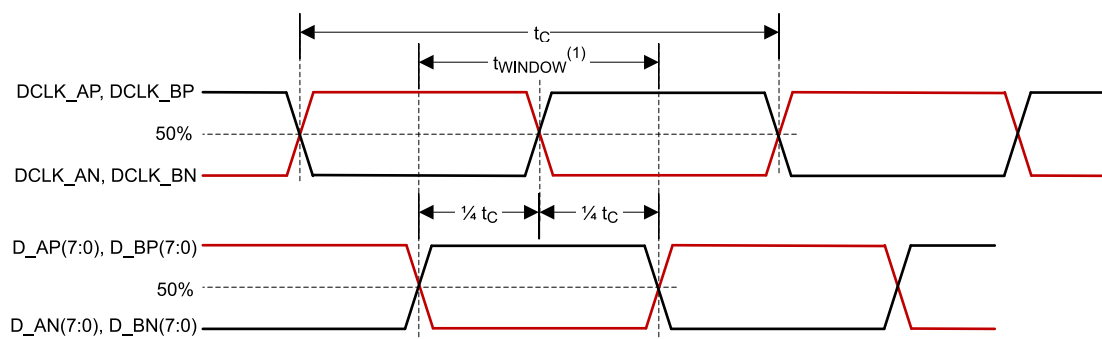 tC
tWINDOW(1)
DCLK_AP, DCLK_BP
50%
DCLK_AN, DCLK_BN
¼ tC
¼ tC
D_AP(7:0), D_BP(7:0)
50%
D_AN(7:0), D_BN(7:0)